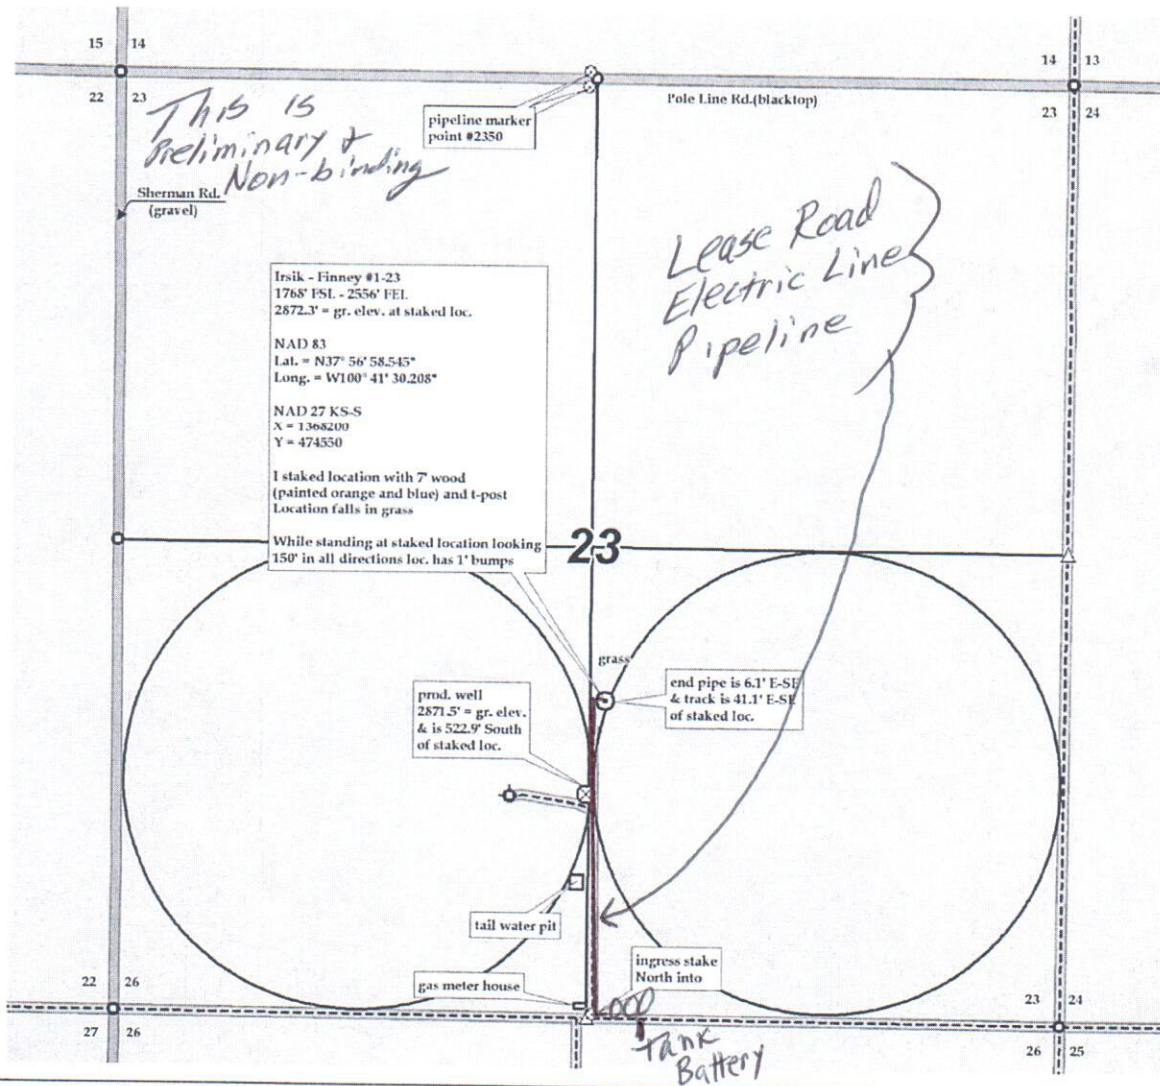 15 14
22 23
14 13
23 24
pipeline marker
point #2350
Pole Line Rd.(blacktop)
This is
Preliminary &
Non-binding
Sherman Rd.
(gravel)
Lease Road
Electric Line
Pipeline
Irsik - Finney #1-23
1768' FSL - 2556' FEL
2872.3' = gr. elev. at staked loc.
NAD 83
Lat. = N37° 56' 58.545"
Long. = W100° 41' 30.208"
NAD 27 KS-S
X = 1368200
Y = 474550
I staked location with 7' wood
(painted orange and blue) and t-post
Location falls in grass
While standing at staked location looking
150' in all directions loc. has 1' bumps
23
grass
end pipe is 6.1' E-SE
& track is 41.1' E-SE
of staked loc.
prod. well
2871.5' = gr. elev.
& is 522.9' South
of staked loc.
tail water pit
gas meter house
ingress stake
North into
22 26
27 26
23 24
26 25
Tank
Battery